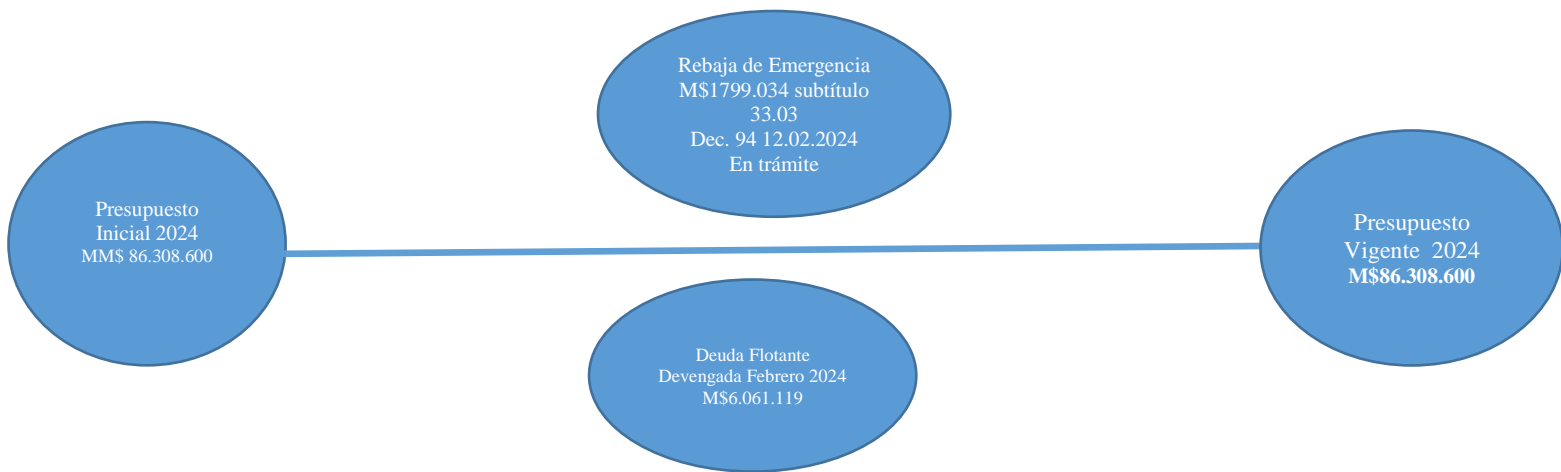 Presupuesto
Inicial 2024
MM$ 86.308.600
Rebaja de Emergencia
M$1799.034 subtítulo
33.03
Dec. 94 12.02.2024
En trámite
Deuda Flotante
Devengada Febrero 2024
M$6.061.119
Presupuesto
Vigente  2024
M$86.308.600